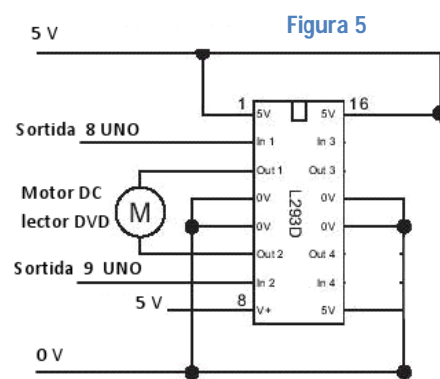 Figura 5
5 V
1
16
5V
5V
Sortida 8 UNO
In 1
In 3
Out 1
Out 3
Motor DC
lector DVD
M
0V
0V
0V
0V
L293D
Out 2
Out 4
Sortida 9 UNO
In 2
In 4
5 V
8
V+
5V
0 V